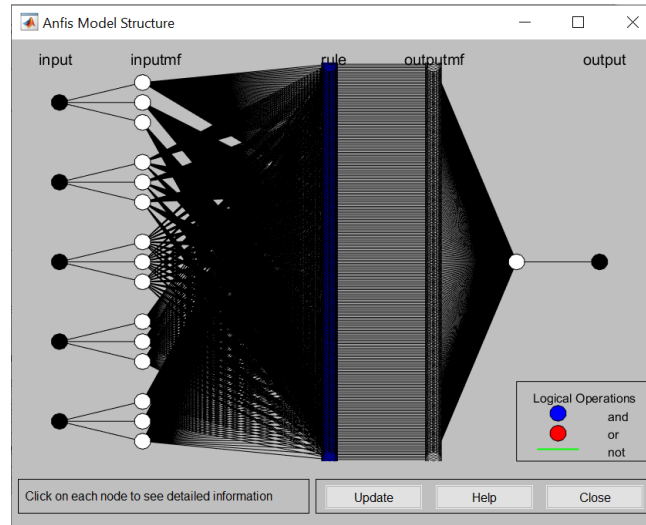 Anfis Model Structure
input inputmf rule outputmf output
Logical Operations
and
or
not
Click on each node to see detailed information
Update Help Close